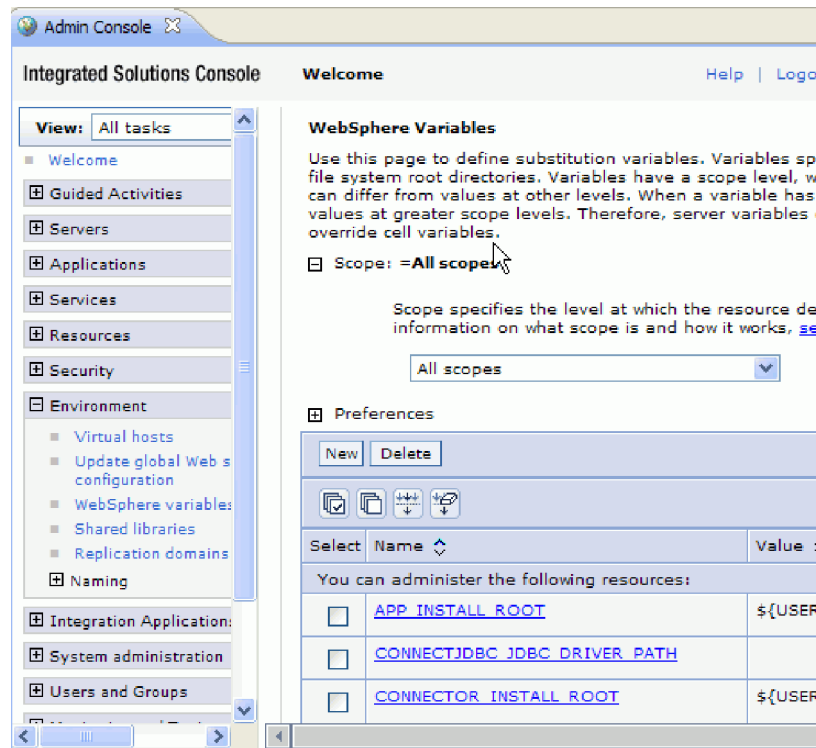 Admin Console
Integrated Solutions Console
Welcome
Help | Logo
View: All tasks
Welcome
Guided Activities
Servers
Applications
Services
Resources
Security
Environment
Virtual hosts
Update global Web s
configuration
WebSphere variables
Shared libraries
Replication domains
Naming
Integration Applications
System administration
Users and Groups
WebSphere Variables
Use this page to define substitution variables. Variables sp
file system root directories. Variables have a scope level, w
can differ from values at other levels. When a variable has
values at greater scope levels. Therefore, server variables
override cell variables.
Scope: =All scopes
Scope specifies the level at which the resource de
information on what scope is and how it works, se
All scopes
Preferences
New Delete
Select Name Value
You can administer the following resources:
APP_INSTALL_ROOT ${USER
CONNECTJDBC_JDBC_DRIVER_PATH
CONNECTOR_INSTALL_ROOT ${USER